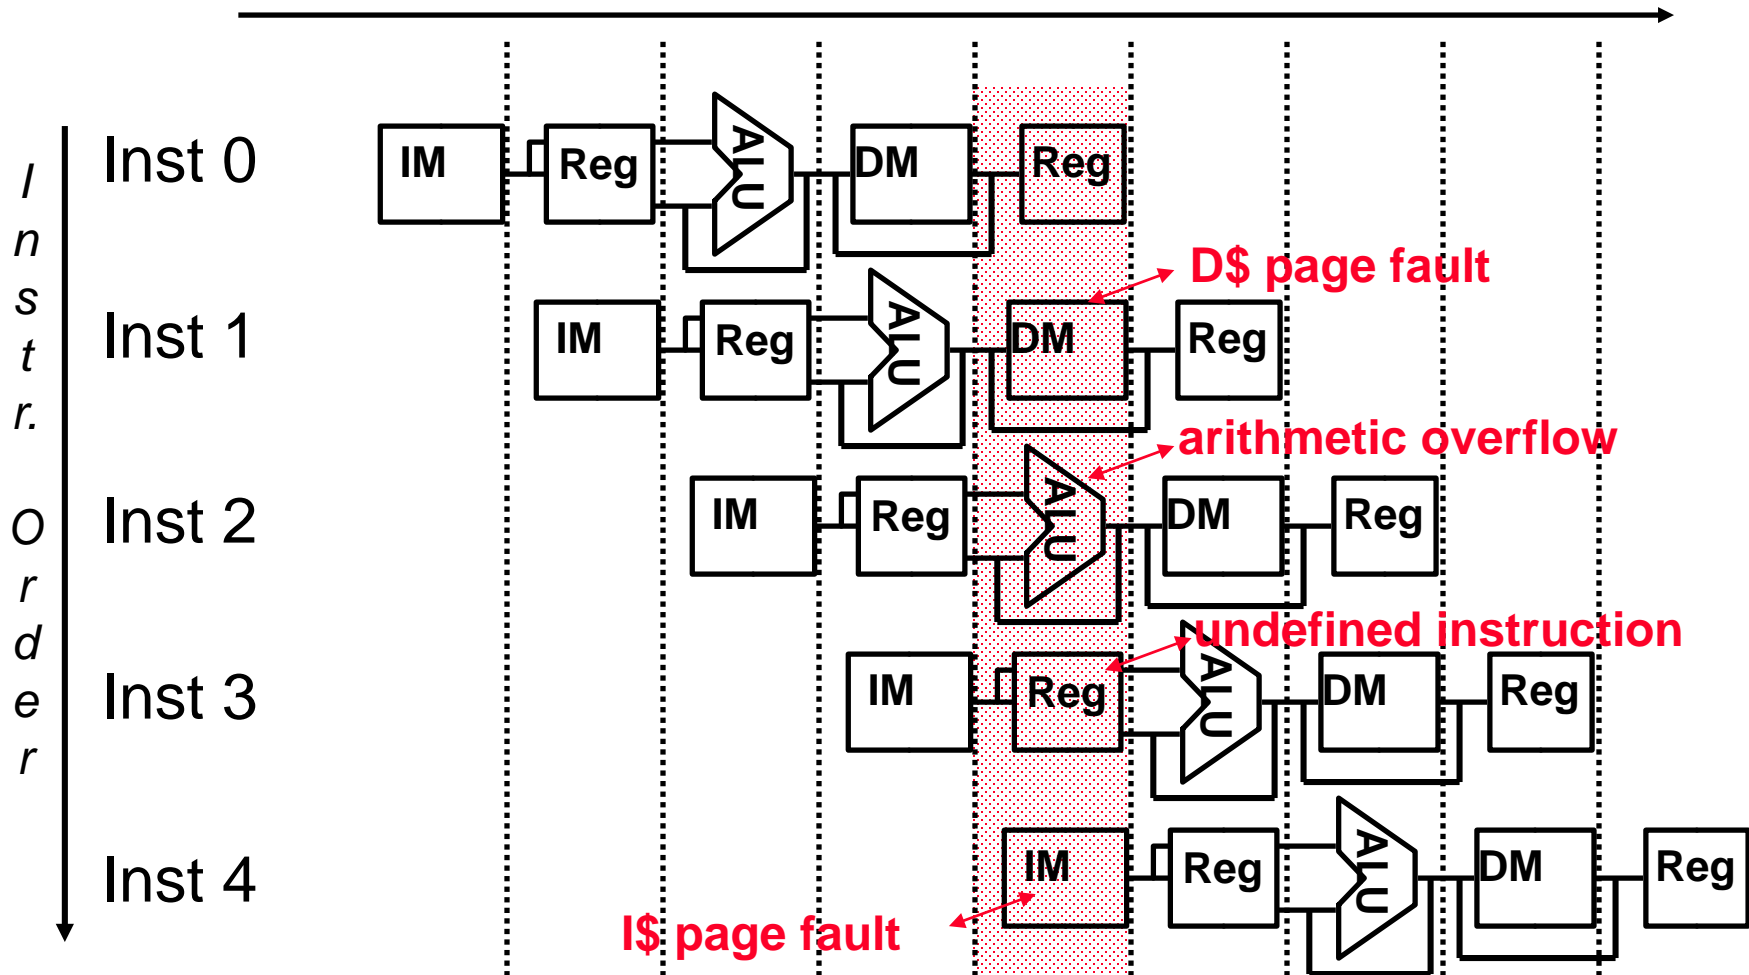 Instr.
Order
Inst 0
IM
Reg
ALU
DM
Reg
D$ page fault
Inst 1
IM
Reg
ALU
DM
Reg
arithmetic overflow
Inst 2
IM
Reg
ALU
DM
Reg
undefined instruction
Inst 3
IM
Reg
ALU
DM
Reg
Inst 4
IM
Reg
ALU
DM
Reg
I$ page fault